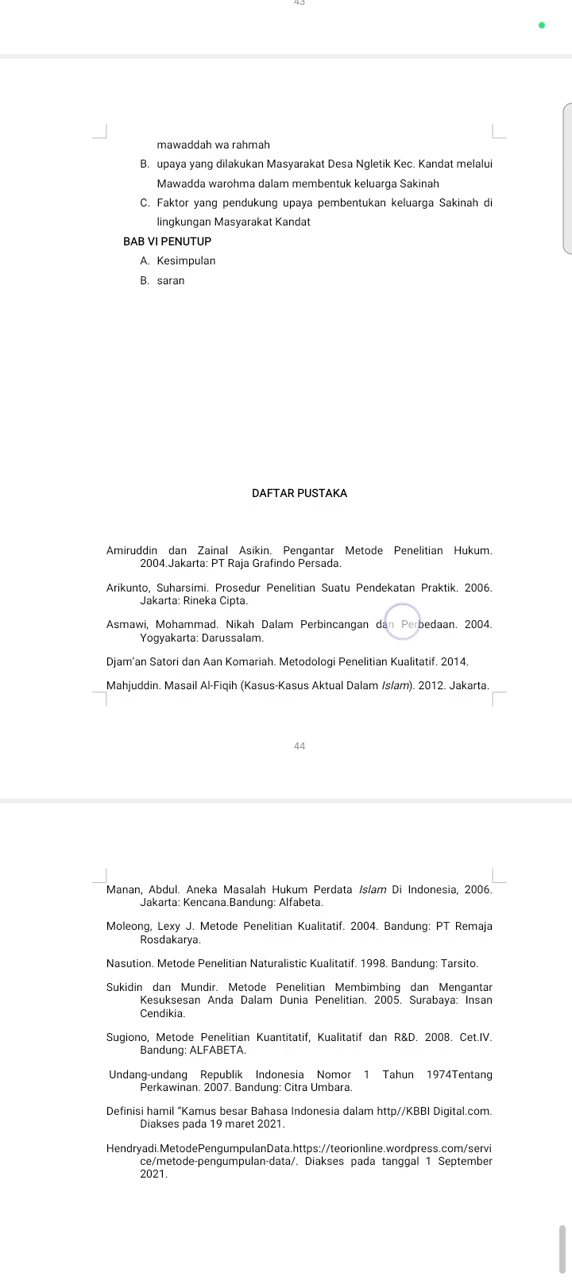 43
mawaddah wa rahmah
B. upaya yang dilakukan Masyarakat Desa Ngletik Kec. Kandat melalui
Mawadda warohma dalam membentuk keluarga Sakinah
C. Faktor yang pendukung upaya pembentukan keluarga Sakinah di
lingkungan Masyarakat Kandat
BAB VI PENUTUP
A. Kesimpulan
B. saran
DAFTAR PUSTAKA
Amiruddin dan Zainal Asikin. Pengantar Metode Penelitian Hukum.
2004.Jakarta: PT Raja Grafindo Persada.
Arikunto, Suharsimi. Prosedur Penelitian Suatu Pendekatan Praktik. 2006.
Jakarta: Rineka Cipta.
Asmawi, Mohammad. Nikah Dalam Perbincangan dan Perbedaan. 2004.
Yogyakarta: Darussalam.
Djam’an Satori dan Aan Komariah. Metodologi Penelitian Kualitatif. 2014.
Mahjuddin. Masail Al-Fiqih (Kasus-Kasus Aktual Dalam Islam). 2012. Jakarta.
44
Manan, Abdul. Aneka Masalah Hukum Perdata Islam Di Indonesia, 2006.
Jakarta: Kencana.Bandung: Alfabeta.
Moleong, Lexy J. Metode Penelitian Kualitatif. 2004. Bandung: PT Remaja
Rosdakarya.
Nasution. Metode Penelitian Naturalistic Kualitatif. 1998. Bandung: Tarsito.
Sukidin dan Mundir. Metode Penelitian Membimbing dan Mengantar
Kesuksesan Anda Dalam Dunia Penelitian. 2005. Surabaya: Insan
Cendikia.
Sugiono, Metode Penelitian Kuantitatif, Kualitatif dan R&D. 2008. Cet.IV.
Bandung: ALFABETA.
Undang-undang Republik Indonesia Nomor 1 Tahun 1974Tentang
Perkawinan. 2007. Bandung: Citra Umbara.
Definisi hamil “Kamus besar Bahasa Indonesia dalam http//KBBI Digital.com.
Diakses pada 19 maret 2021.
Hendryadi.MetodePengumpulanData.https://teorionline.wordpress.com/servi
ce/metode-pengumpulan-data/. Diakses pada tanggal 1 September
2021.